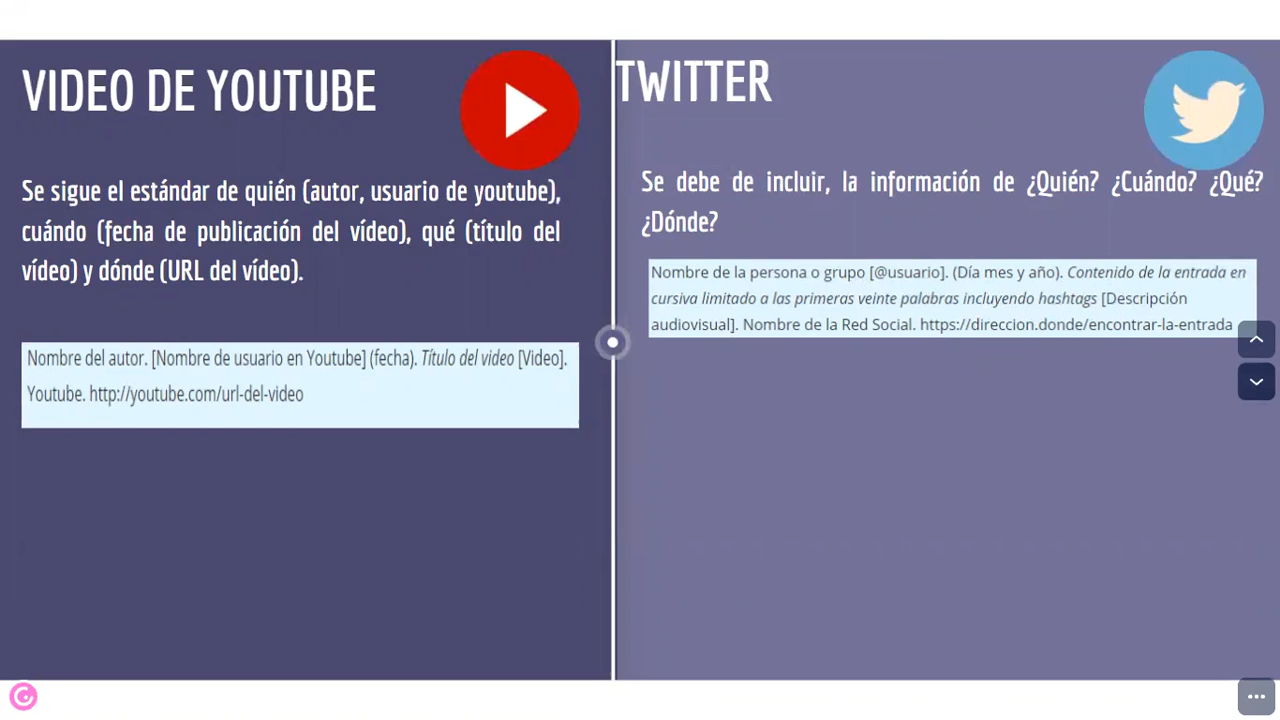 VIDEO DE YOUTUBE
Se sigue el estándar de quién (autor, usuario de youtube),
cuándo (fecha de publicación del vídeo), qué (título del
vídeo) y dónde (URL del vídeo).
Nombre del autor. [Nombre de usuario en Youtube] (fecha). Título del video [Video].
Youtube. http://youtube.com/url-del-video
TWITTER
Se debe de incluir, la información de ¿Quién? ¿Cuándo? ¿Qué?
¿Dónde?
Nombre de la persona o grupo [@usuario]. (Día mes y año). Contenido de la entrada en
cursiva limitado a las primeras veinte palabras incluyendo hashtags [Descripción
audiovisual]. Nombre de la Red Social. https://direccion.donde/encontrar-la-entrada